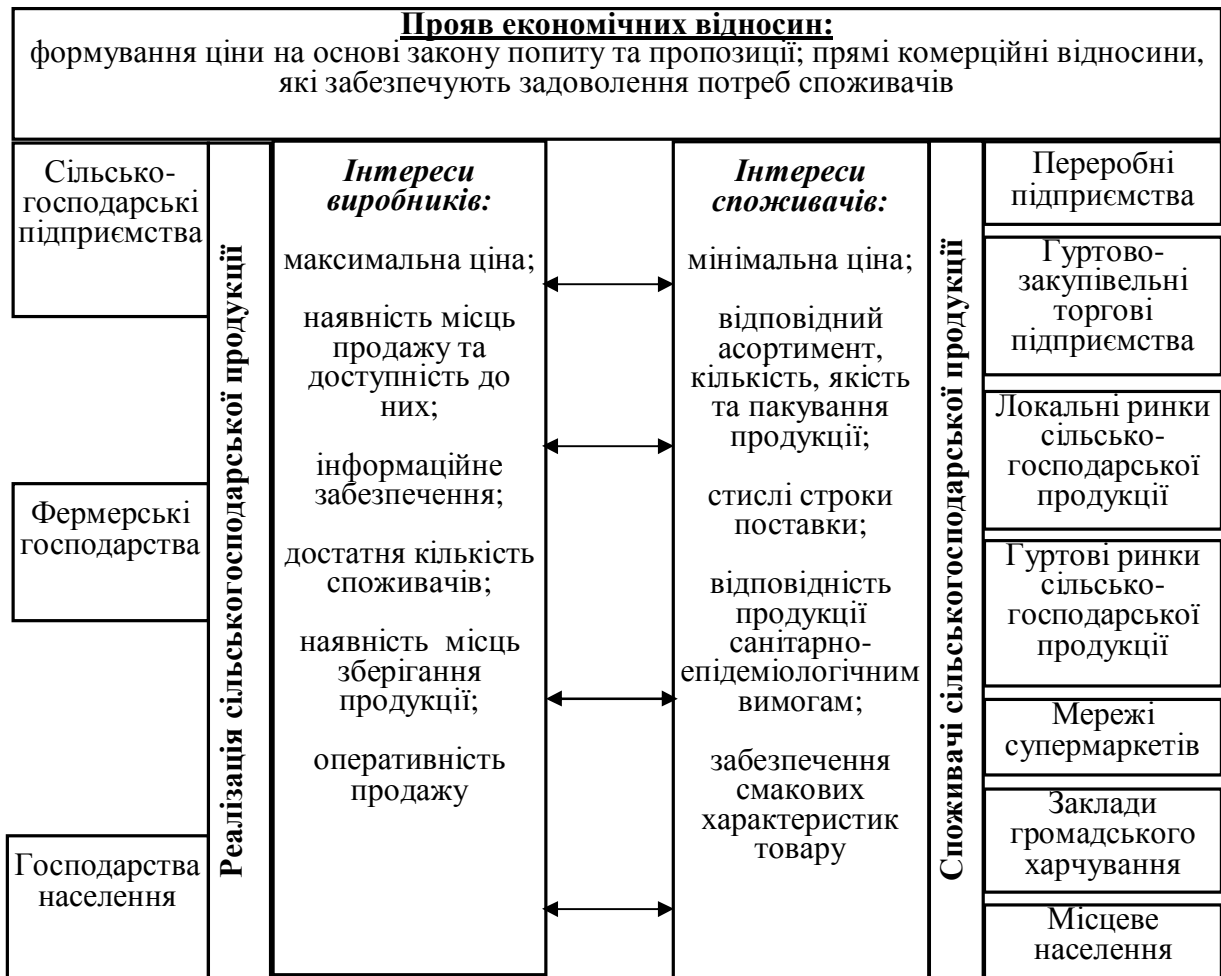 Прояв економічних відносин:
формування ціни на основі закону попиту та пропозиції; прямі комерційні відносини,
які забезпечують задоволення потреб споживачів
Сільсько-
господарські
підприємства
Фермерські
господарства
Господарства
населення
Реалізація сільськогосподарської продукції
Інтереси
виробників:
максимальна ціна;
наявність місць
продажу та
доступність до
них;
інформаційне
забезпечення;
достатня кількість
споживачів;
наявність місць
зберігання
продукції;
оперативність
продажу
Інтереси
споживачів:
мінімальна ціна;
відповідний
асортимент,
кількість, якість
та пакування
продукції;
стислі строки
поставки;
відповідність
продукції
санітарно-
епідеміологічним
вимогам;
забезпечення
смакових
характеристик
товару
Споживачі сільськогосподарської продукції
Переробні
підприємства
Гуртово-
закупівельні
торгові
підприємства
Локальні ринки
сільсько-
господарської
продукції
Гуртові ринки
сільсько-
господарської
продукції
Мережі
супермаркетів
Заклади
громадського
харчування
Місцеве
населення